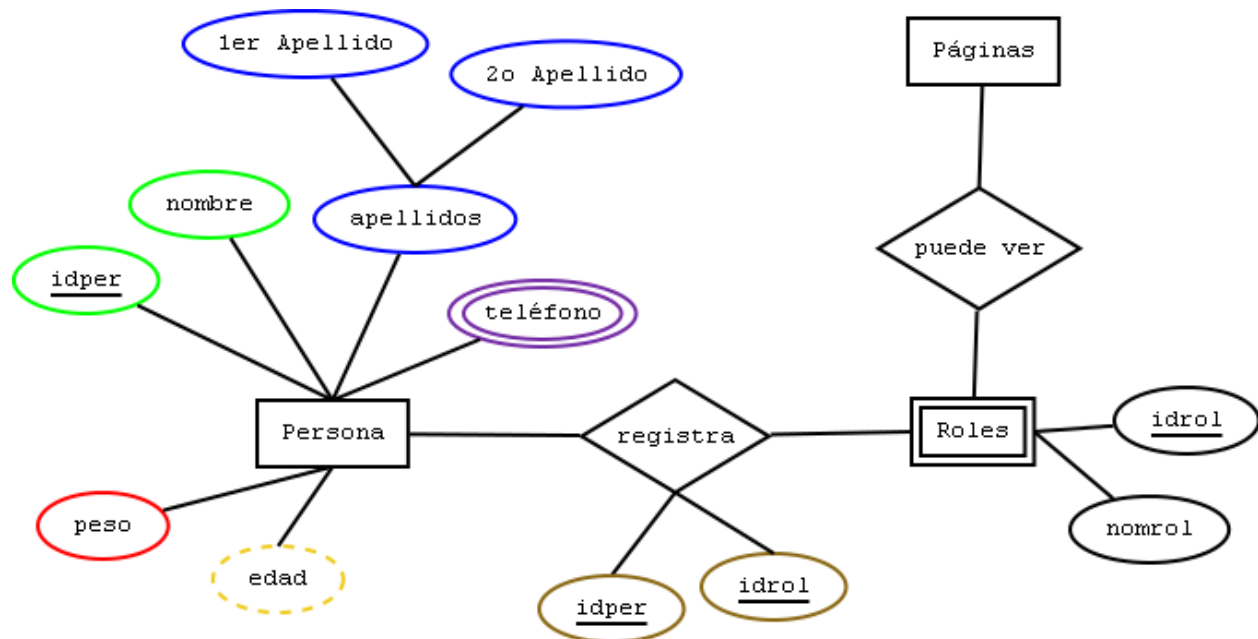 1er Apellido
Páginas
2o Apellido
nombre
apellidos
puede ver
idper
teléfono
Persona
registra
Roles
idrol
peso
nomrol
edad
idper
idrol